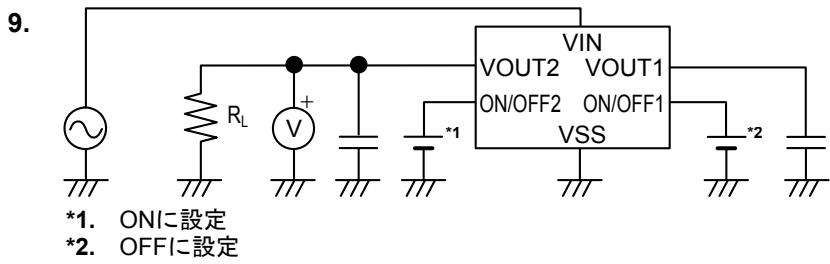 9.
VIN
VOUT2 VOUT1
ON/OFF2 ON/OFF1
VSS
RL
+
V
*1
*2
*1. ONに設定
*2. OFFに設定